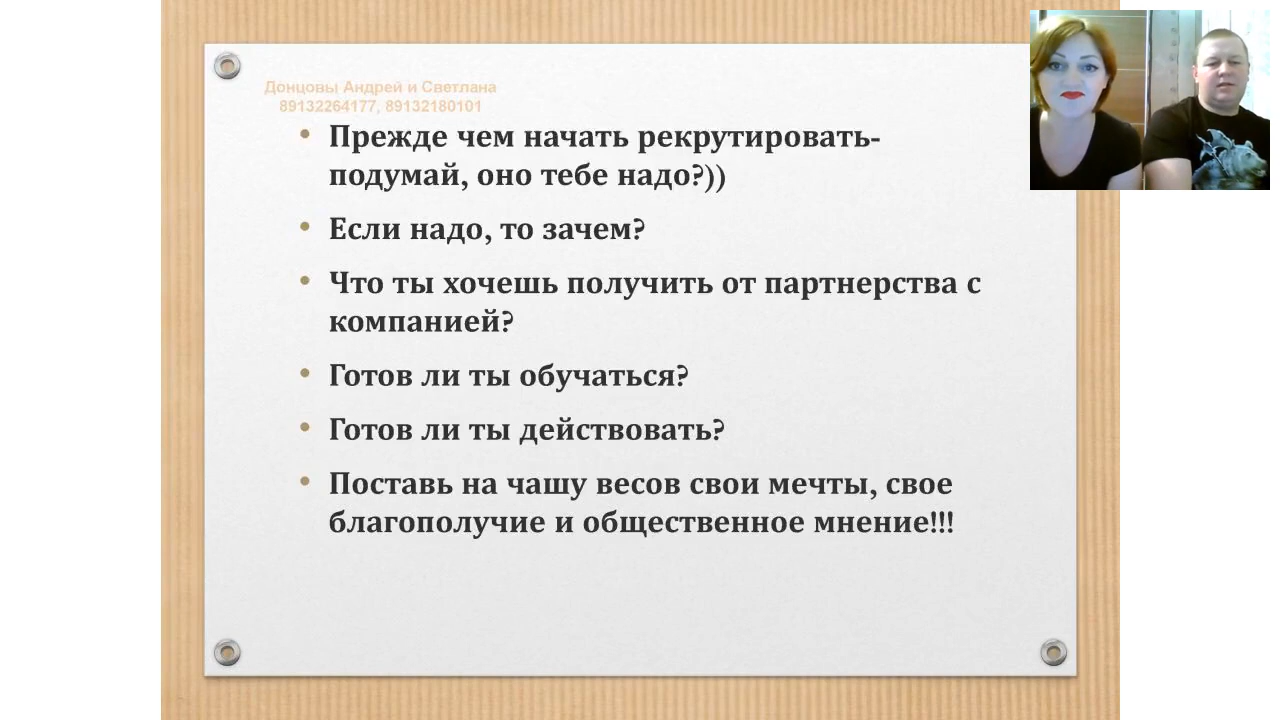 Донцовы Андрей и Светлана
89132264177, 89132180101
• Прежде чем начать рекрутировать-
подумай, оно тебе надо?))
• Если надо, то зачем?
• Что ты хочешь получить от партнерства с
компанией?
• Готов ли ты обучаться?
• Готов ли ты действовать?
• Поставь на чашу весов свои мечты, свое
благополучие и общественное мнение!!!